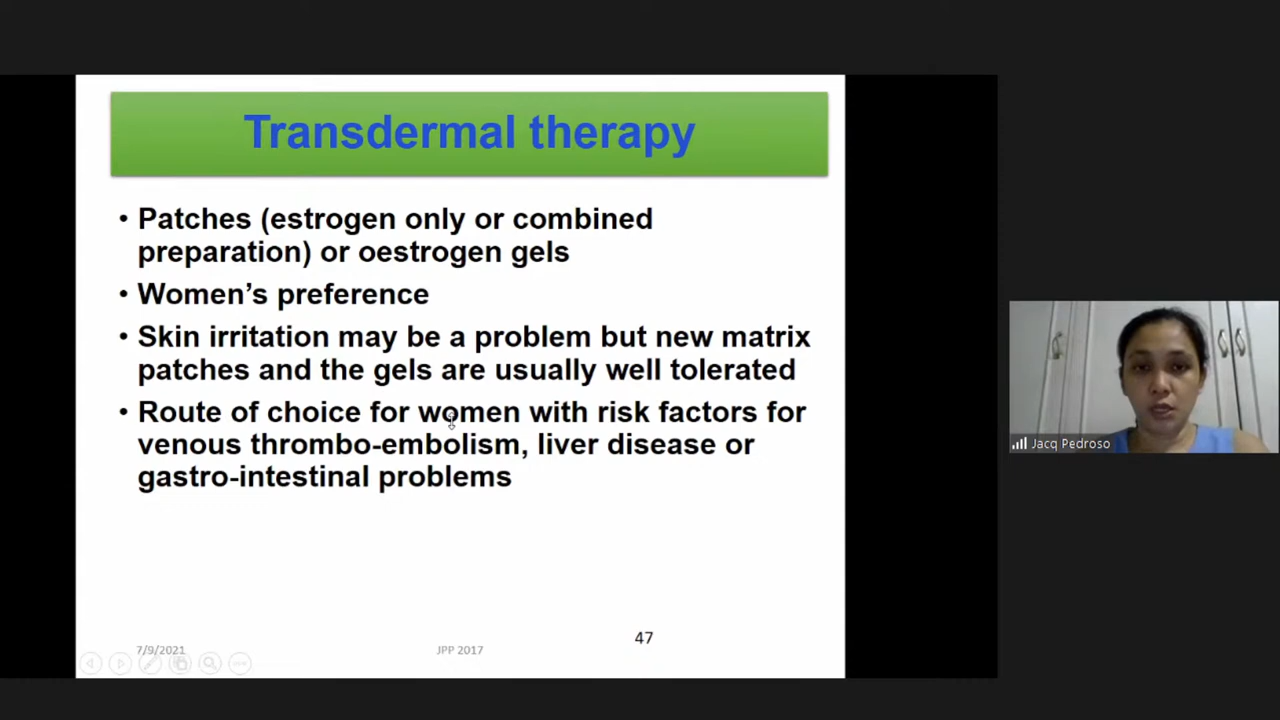 Transdermal therapy
• Patches (estrogen only or combined
preparation) or oestrogen gels
• Women's preference
• Skin irritation may be a problem but new matrix
patches and the gels are usually well tolerated
• Route of choice for women with risk factors for
venous thrombo-embolism, liver disease or
gastro-intestinal problems
47
7/9/2021
JPP 2017
Jacq Pedroso